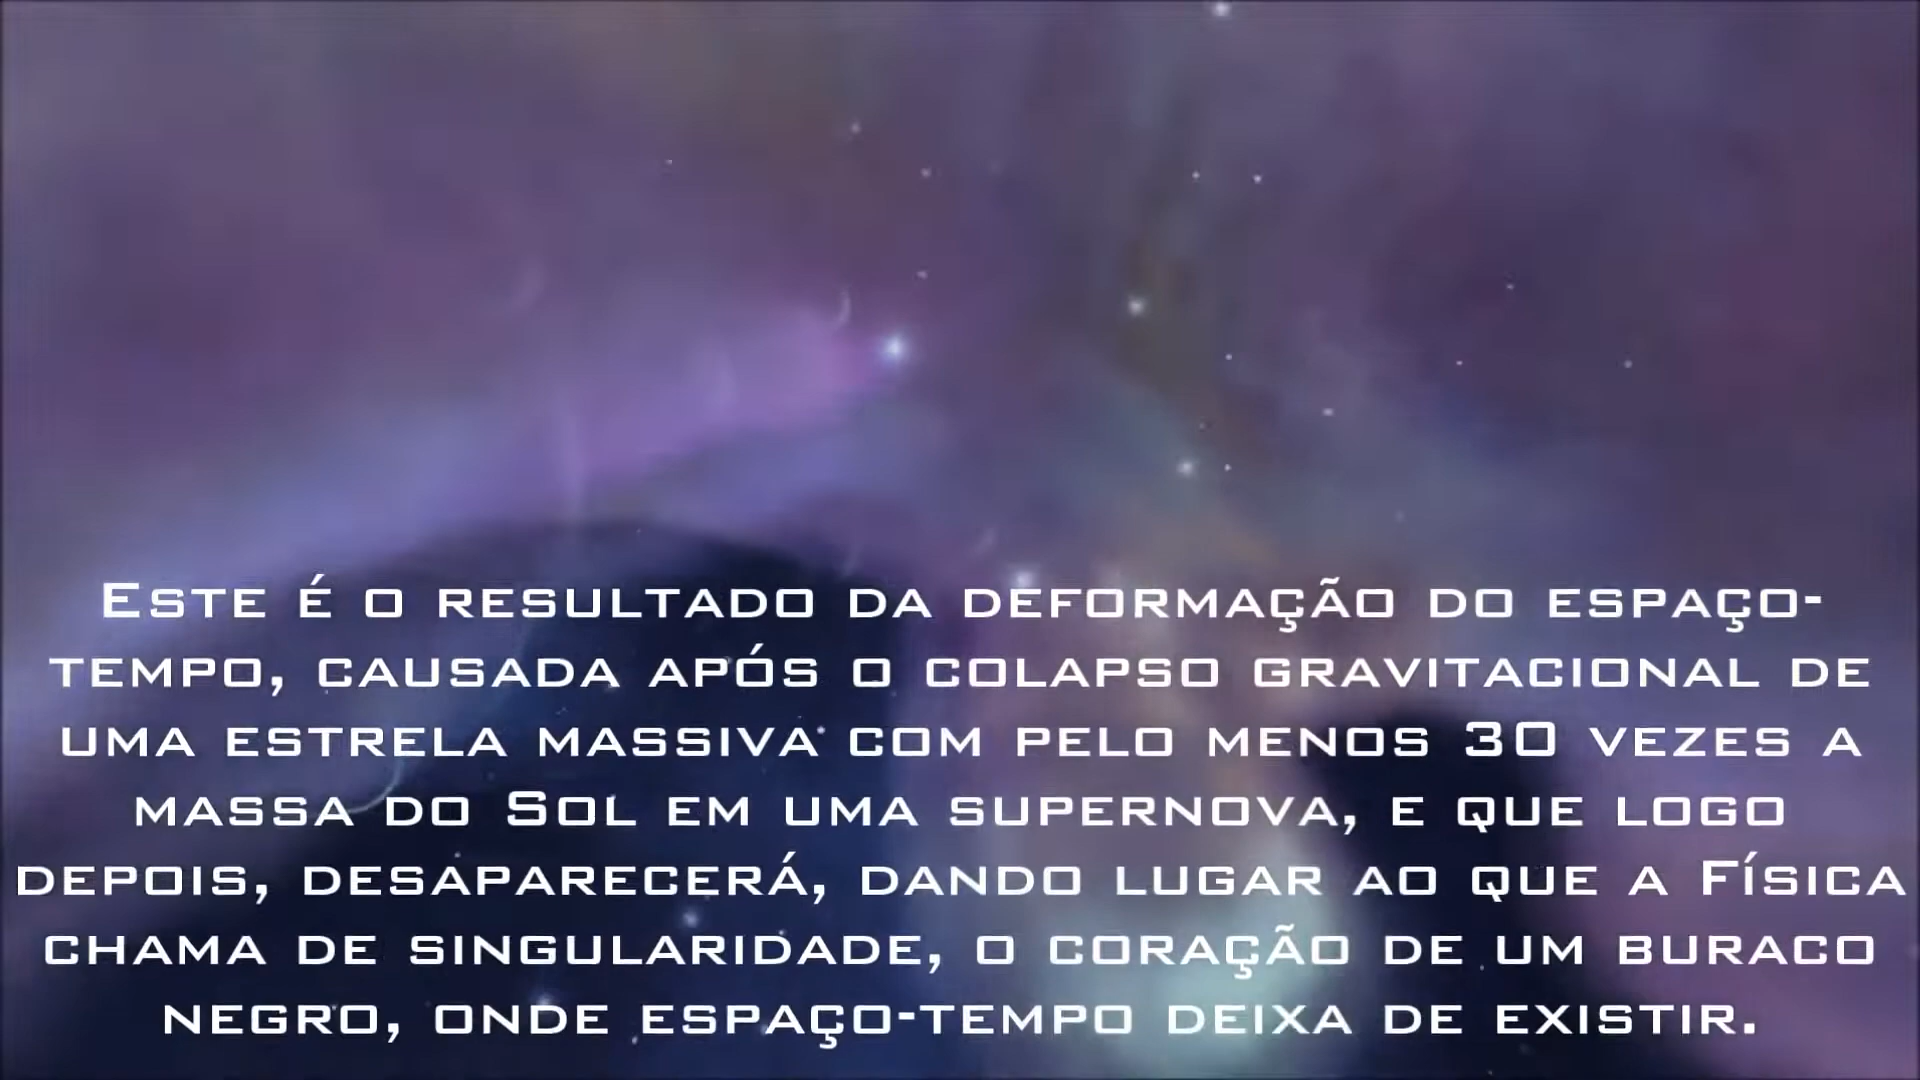 Este é o resultado da deformação do espaço-
tempo, causada após o colapso gravitacional de
uma estrela massiva com pelo menos 30 vezes a
massa do Sol em uma supernova, e que logo
depois, desaparecerá, dando lugar ao que a Física
chama de singularidade, o coração de um buraco
negro, onde espaço-tempo deixa de existir.